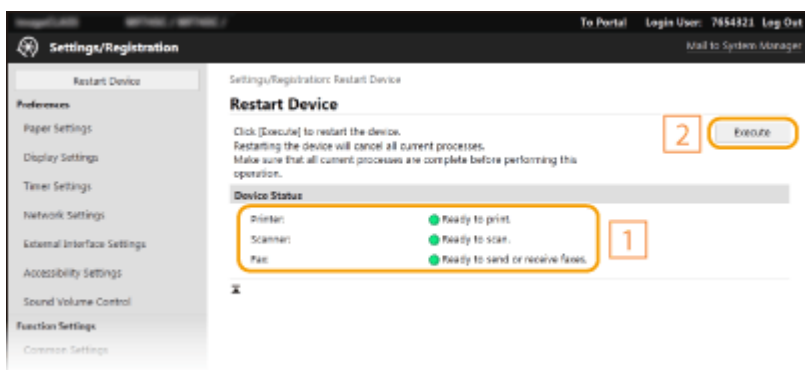 To Portal Login User: 7654321 Log Out
Settings/Registration
Mail to System Manager
Restart Device
Preferences
Paper Settings
Display Settings
Timer Settings
Network Settings
External Interface Settings
Accessibility Settings
Sound Volume Control
Function Settings
Common Settings
Settings/Registration: Restart Device
Restart Device
Click [Execute] to restart the device.
Restarting the device will cancel all current processes.
Make sure that all current processes are complete before performing this
operation.
2
Execute
Device Status
Printer: Ready to print.
Scanner: Ready to scan.
Fax: Ready to send or receive faxes.
1